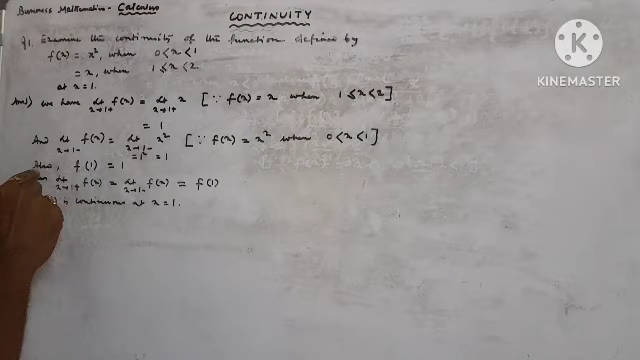 Business Mathematics - Calculus
CONTINUITY
Q1. Examine the continuity of the function defined by
f(x) = x², when 0<x<1
= x, when 1≤x<2
at x=1.
Ans) We have lt x→1+ f(x) = lt x→1+ x [∵ f(x) = x when 1≤x<2]
= 1
And lt x→1- f(x) = lt x→1- x² [∵ f(x) = x² when 0<x<1]
= 1² = 1
Also, f(1) = 1
lt x→1+ f(x) = lt x→1- f(x) = f(1)
is continuous at x=1.
KINEMASTER